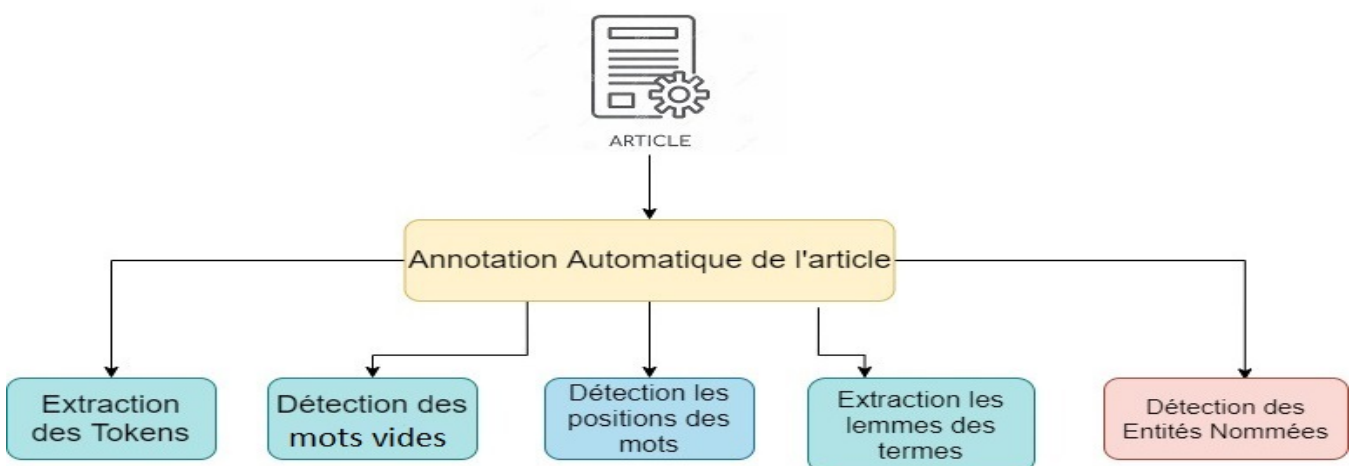 ARTICLE
Annotation Automatique de l'article
Extraction
des Tokens
Détection des
mots vides
Détection les
positions des
mots
Extraction les
lemmes des
termes
Détection des
Entités Nommées